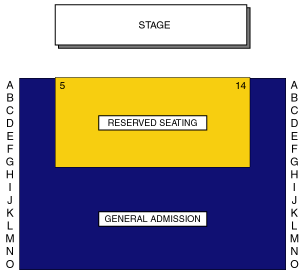 STAGE
5 14
A A
B B
C C
D D
E E
F F
G G
H H
I I
J J
K K
L L
M M
N N
O O
RESERVED SEATING
GENERAL ADMISSION